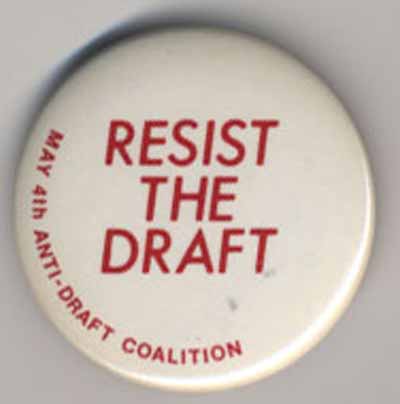 RESIST
THE
DRAFT
MAY 4th ANTI-DRAFT COALITION